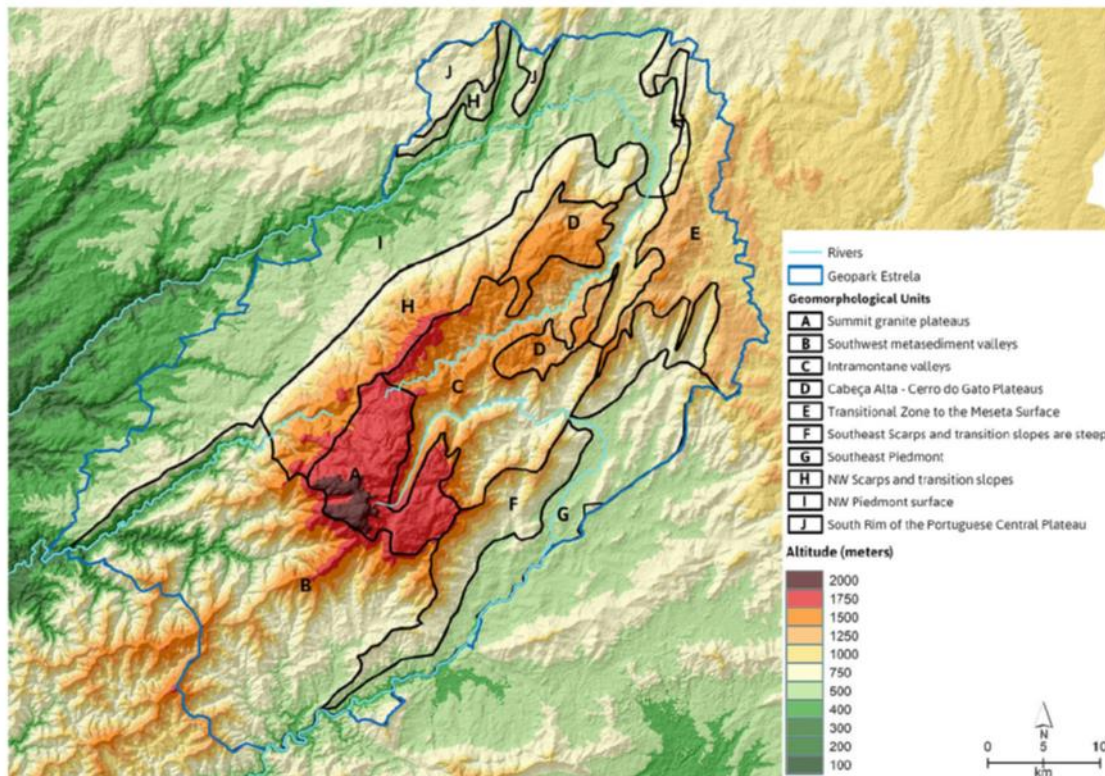 J
J
H
D
I
E
H
D
C
A
F
G
B
Rivers
Geopark Estrela
Geomorphological Units
A Summit granite plateaus
B Southwest metasediment valleys
C Intramontane valleys
D Cabeça Alta - Cerro do Gato Plateaus
E Transitional Zone to the Meseta Surface
F Southeast Scarps and transition slopes are steep
G Southeast Piedmont
H NW Scarps and transition slopes
I NW Piedmont surface
J South Rim of the Portuguese Central Plateau
Altitude (meters)
2000
1750
1500
1250
1000
750
500
400
300
200
100
N
0 5 10
km